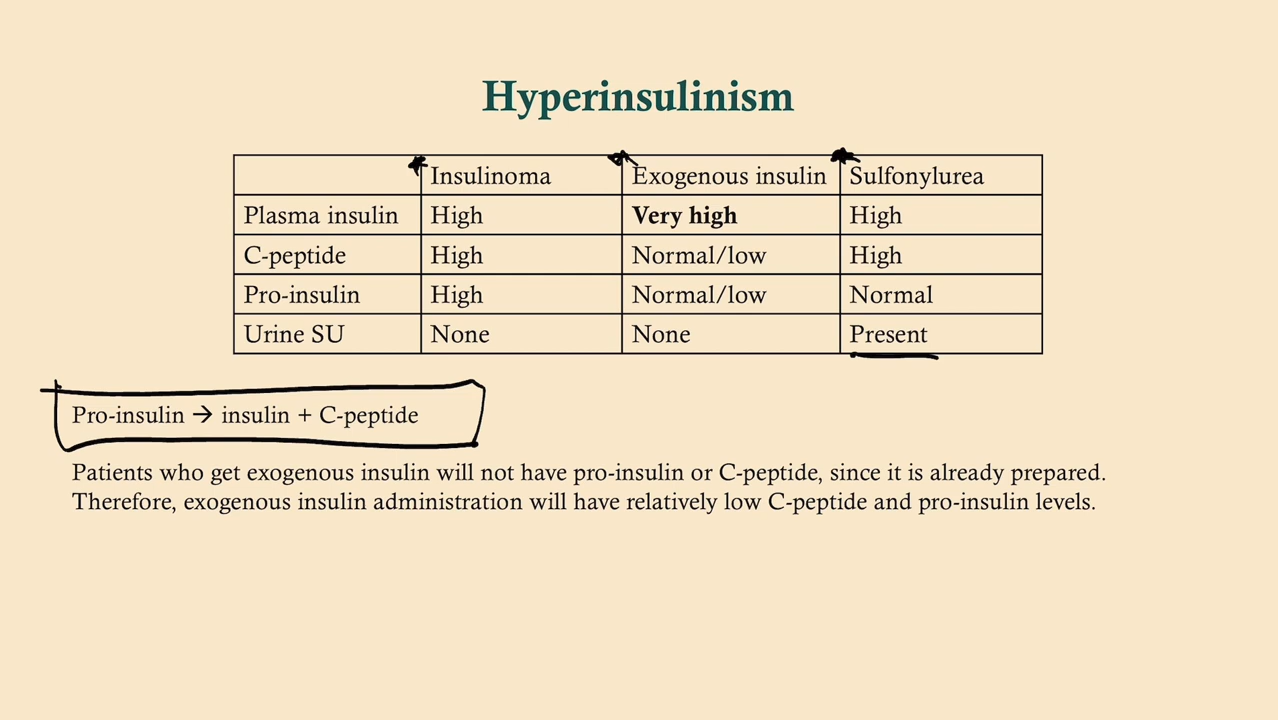 Hyperinsulinism
Insulinoma Exogenous insulin Sulfonylurea
Plasma insulin High Very high High
C-peptide High Normal/low High
Pro-insulin High Normal/low Normal
Urine SU None None Present
Pro-insulin → insulin + C-peptide
Patients who get exogenous insulin will not have pro-insulin or C-peptide, since it is already prepared.
Therefore, exogenous insulin administration will have relatively low C-peptide and pro-insulin levels.